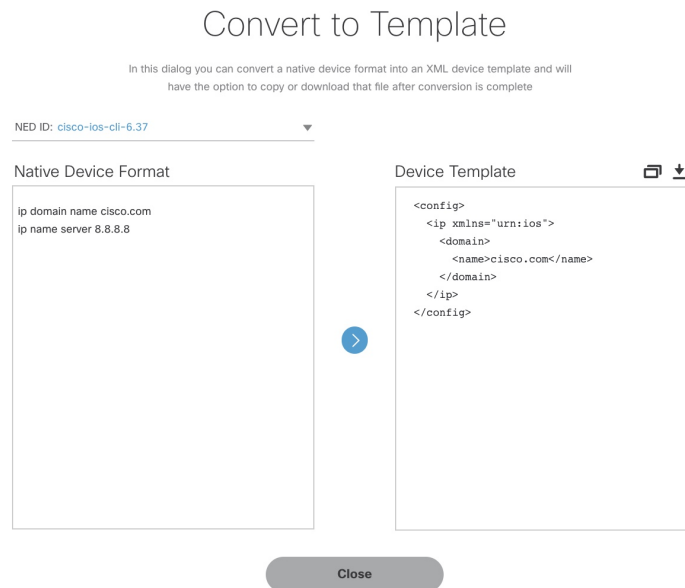 Convert to Template
In this dialog you can convert a native device format into an XML device template and will
have the option to copy or download that file after conversion is complete
NED ID: cisco-ios-cli-6.37
Native Device Format
ip domain name cisco.com
ip name server 8.8.8.8
Device Template
<config>
  <ip xmlns="urn:ios">
    <domain>
      <name>cisco.com</name>
    </domain>
  </ip>
</config>
Close